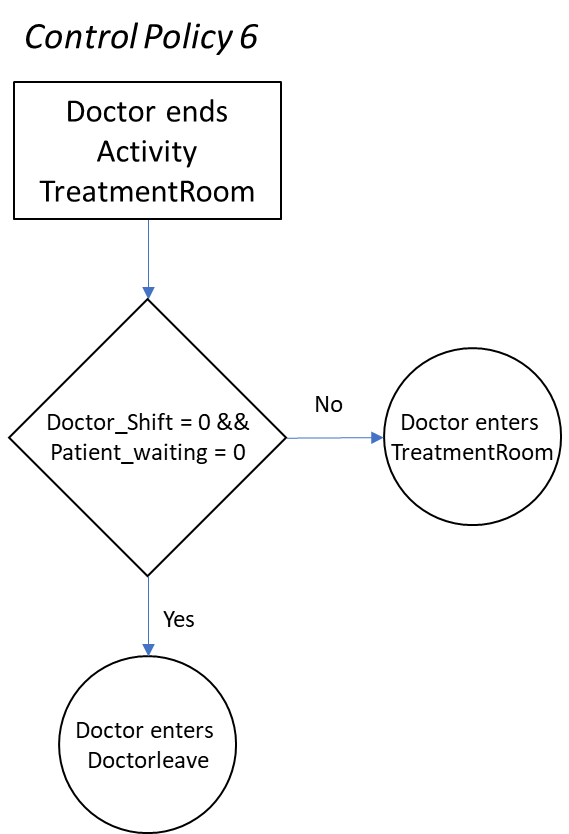 Control Policy 6
Doctor ends
Activity
TreatmentRoom
Doctor_Shift = 0 &&
Patient_waiting = 0
No
Doctor enters
TreatmentRoom
Yes
Doctor enters
Doctorleave